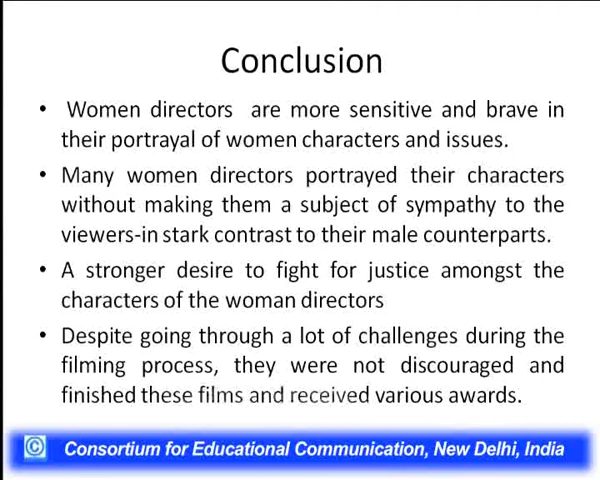 Conclusion
• Women directors are more sensitive and brave in
their portrayal of women characters and issues.
• Many women directors portrayed their characters
without making them a subject of sympathy to the
viewers-in stark contrast to their male counterparts.
• A stronger desire to fight for justice amongst the
characters of the woman directors
• Despite going through a lot of challenges during the
filming process, they were not discouraged and
finished these films and received various awards.
© Consortium for Educational Communication, New Delhi, India